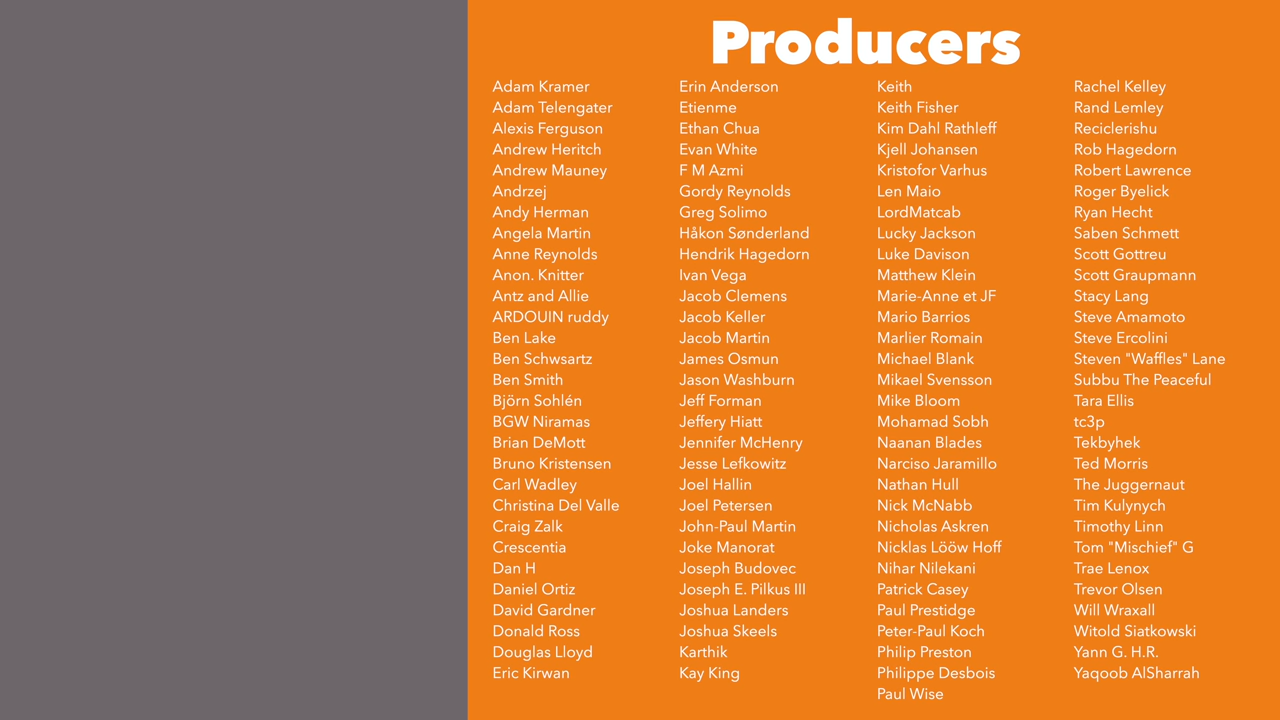 Producers
Adam Kramer
Adam Telengater
Alexis Ferguson
Andrew Heritch
Andrew Mauney
Andrzej
Andy Herman
Angela Martin
Anne Reynolds
Anon. Knitter
Antz and Allie
ARDOUIN ruddy
Ben Lake
Ben Schwsartz
Ben Smith
Björn Sohlén
BGW Niramas
Brian DeMott
Bruno Kristensen
Carl Wadley
Christina Del Valle
Craig Zalk
Crescentia
Dan H
Daniel Ortiz
David Gardner
Donald Ross
Douglas Lloyd
Eric Kirwan
Erin Anderson
Etienme
Ethan Chua
Evan White
F M Azmi
Gordy Reynolds
Greg Solimo
Håkon Sønderland
Hendrik Hagedorn
Ivan Vega
Jacob Clemens
Jacob Keller
Jacob Martin
James Osmun
Jason Washburn
Jeff Forman
Jeffery Hiatt
Jennifer McHenry
Jesse Lefkowitz
Joel Hallin
Joel Petersen
John-Paul Martin
Joke Manorat
Joseph Budovec
Joseph E. Pilkus III
Joshua Landers
Joshua Skeels
Karthik
Kay King
Keith
Keith Fisher
Kim Dahl Rathleff
Kjell Johansen
Kristofor Varhus
Len Maio
LordMatcab
Lucky Jackson
Luke Davison
Matthew Klein
Marie-Anne et JF
Mario Barrios
Marlier Romain
Michael Blank
Mikael Svensson
Mike Bloom
Mohamad Sobh
Naanan Blades
Narciso Jaramillo
Nathan Hull
Nick McNabb
Nicholas Askren
Nicklas Lööw Hoff
Nihar Nilekani
Patrick Casey
Paul Prestidge
Peter-Paul Koch
Philip Preston
Philippe Desbois
Paul Wise
Rachel Kelley
Rand Lemley
Reciclerishu
Rob Hagedorn
Robert Lawrence
Roger Byelick
Ryan Hecht
Saben Schmett
Scott Gottreu
Scott Graupmann
Stacy Lang
Steve Amamoto
Steve Ercolini
Steven "Waffles" Lane
Subbu The Peaceful
Tara Ellis
tc3p
Tekbyhek
Ted Morris
The Juggernaut
Tim Kulynych
Timothy Linn
Tom "Mischief" G
Trae Lenox
Trevor Olsen
Will Wraxall
Witold Siatkowski
Yann G. H.R.
Yaqoob AlSharrah